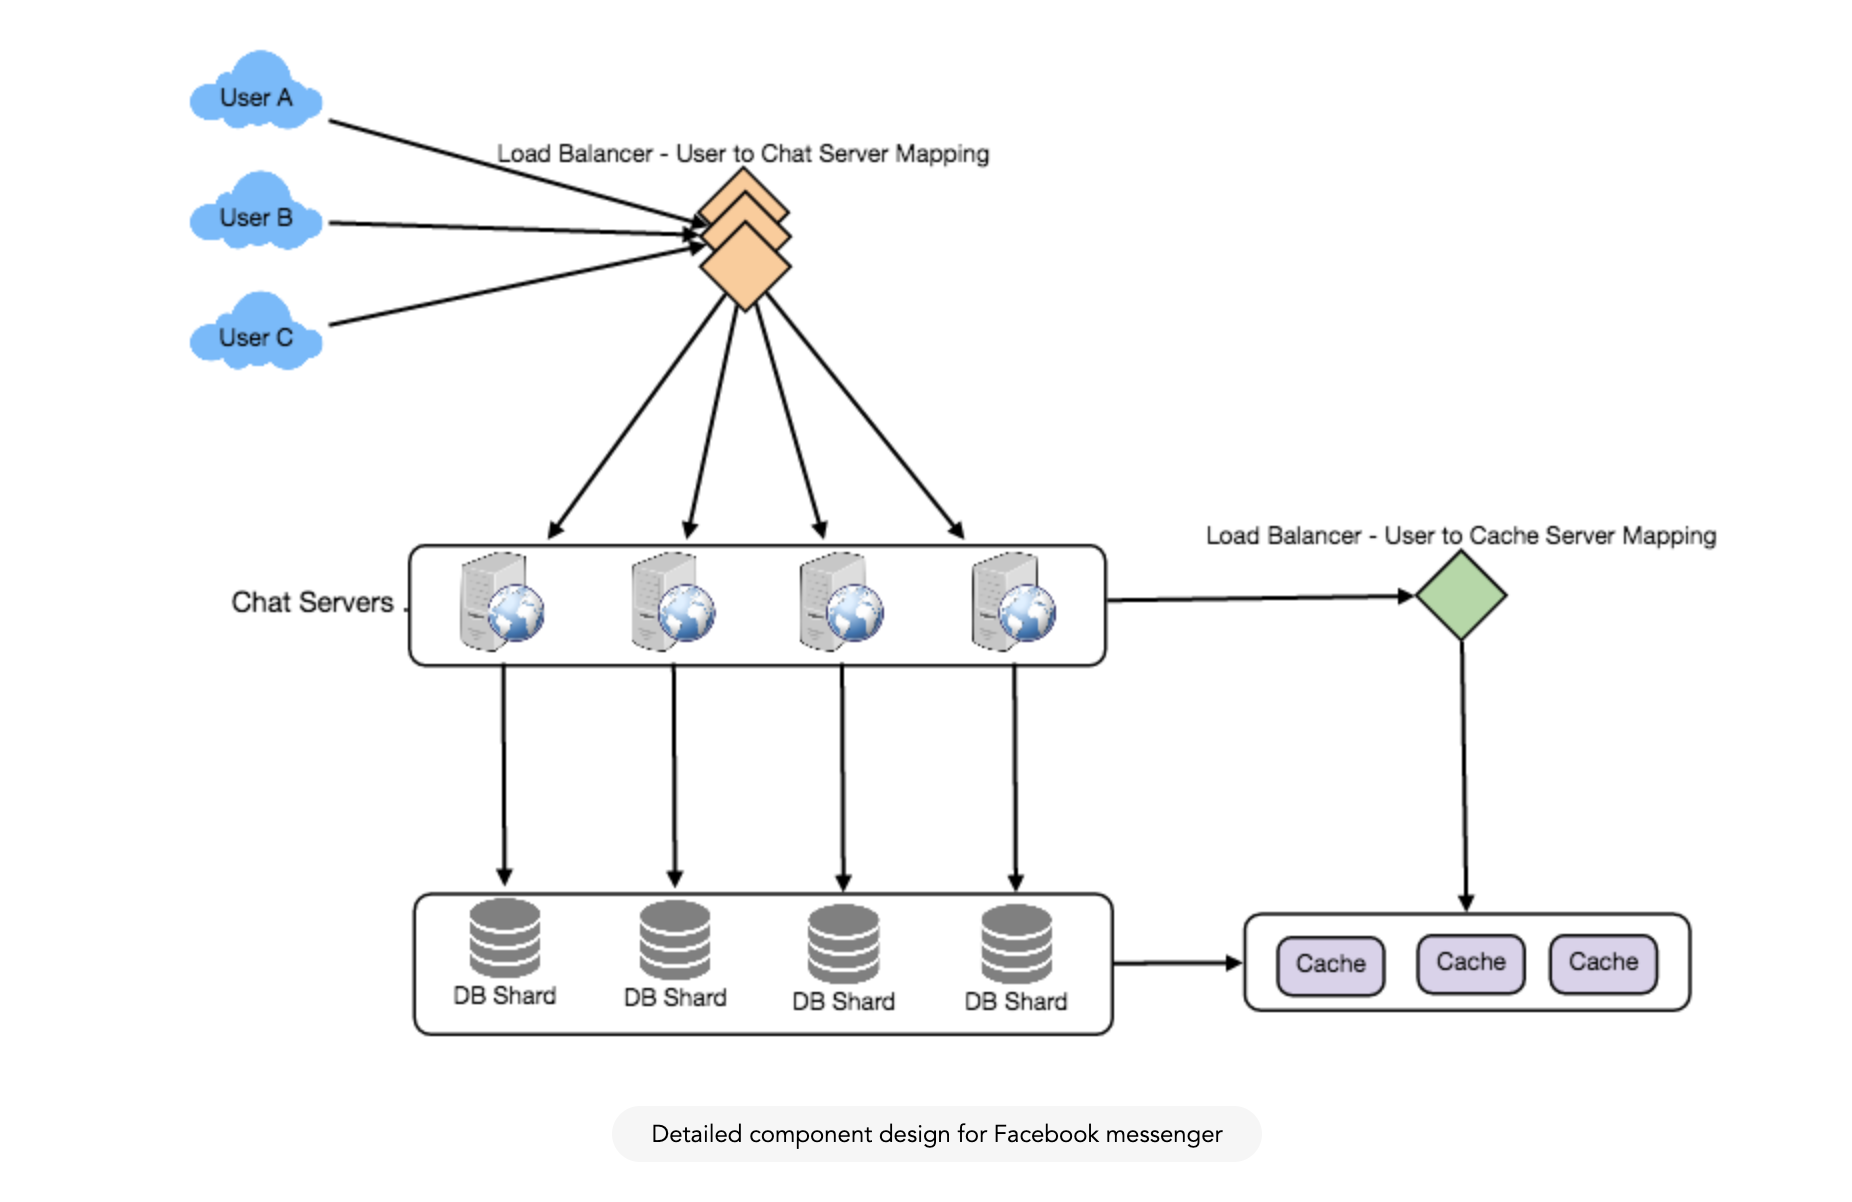 User A
Load Balancer - User to Chat Server Mapping
User B
User C
Load Balancer - User to Cache Server Mapping
Chat Servers
Cache
Cache
Cache
DB Shard
DB Shard
DB Shard
DB Shard
Detailed component design for Facebook messenger